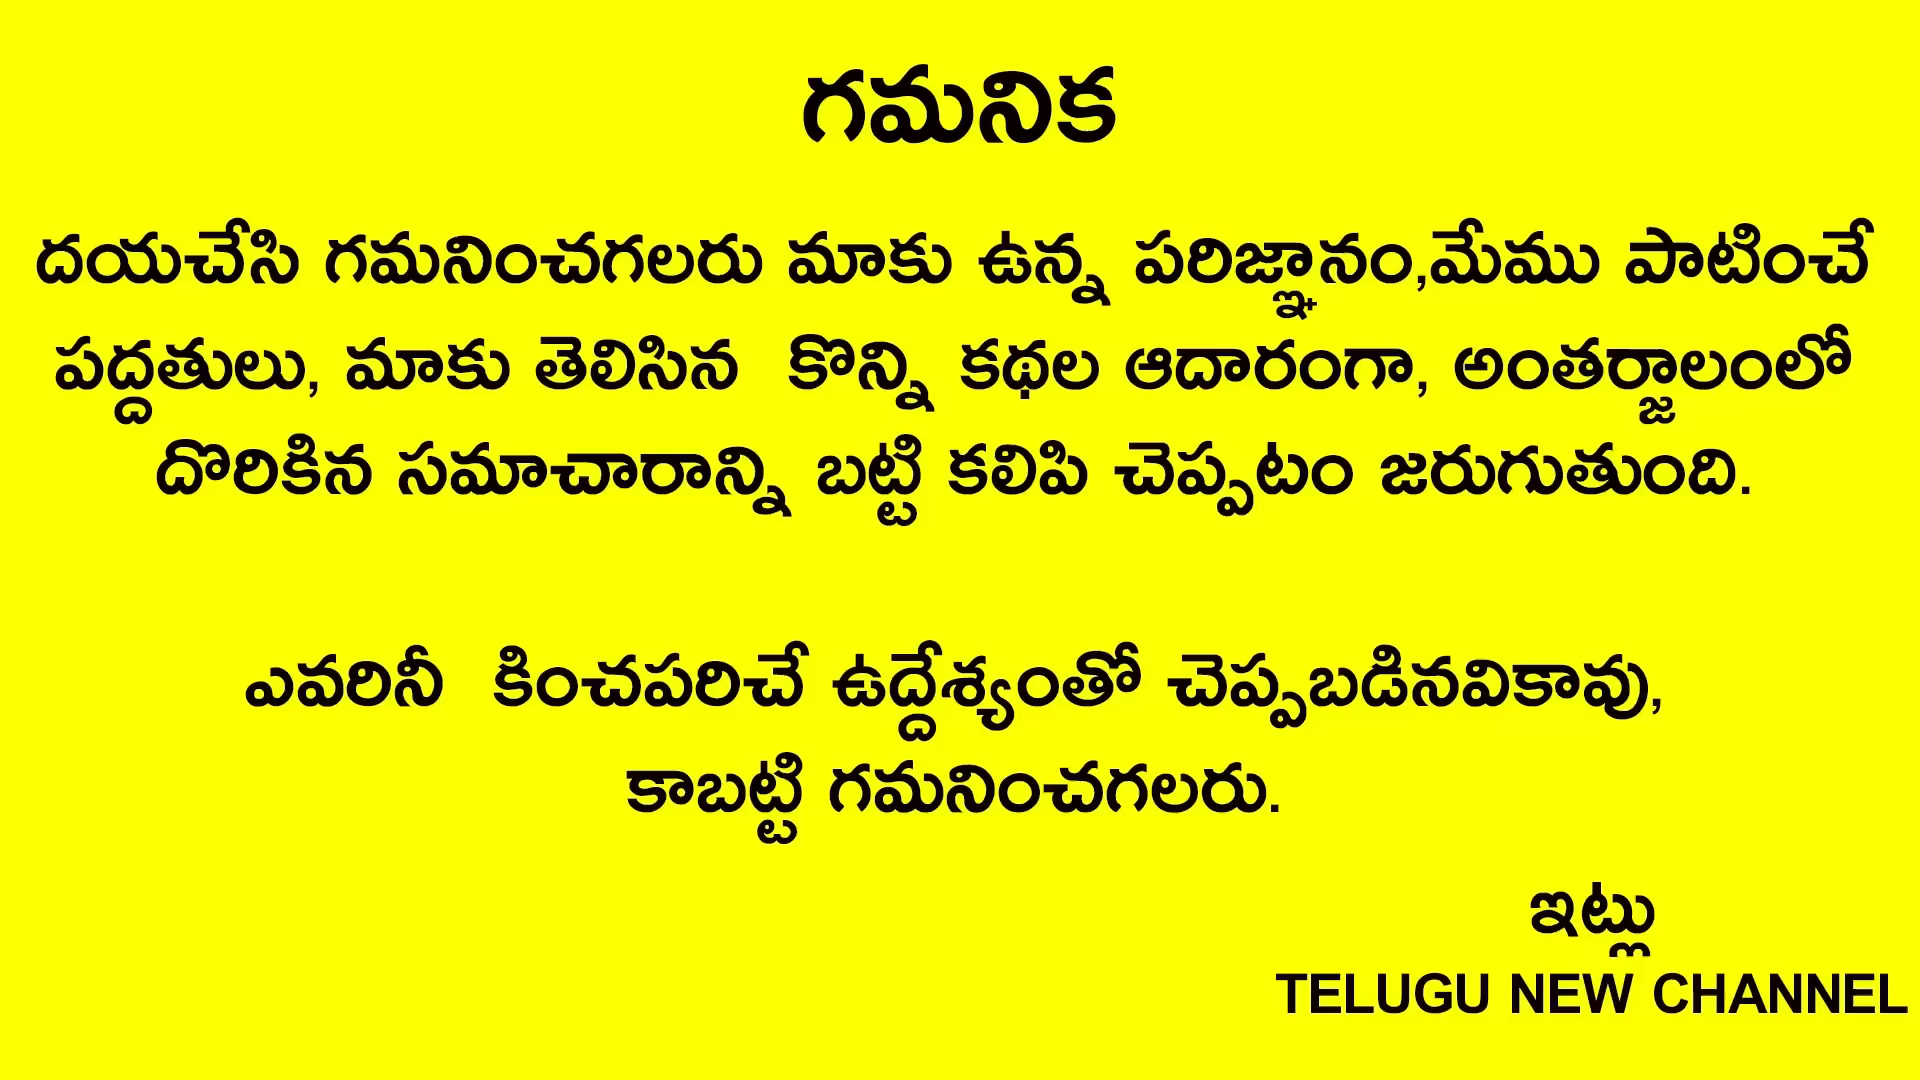 గమనిక
దయచేసి గమనించగలరు మాకు ఉన్న పరిజ్ఞానం,మేము పాటించే
పద్దతులు, మాకు తెలిసిన కొన్ని కథల ఆదారంగా, అంతర్జాలంలో
దొరికిన సమాచారాన్ని బట్టి కలిపి చెప్పటం జరుగుతుంది.
ఎవరినీ కించపరిచే ఉద్దేశ్యంతో చెప్పబడినవికావు,
కాబట్టి గమనించగలరు.
ఇట్లు
TELUGU NEW CHANNEL